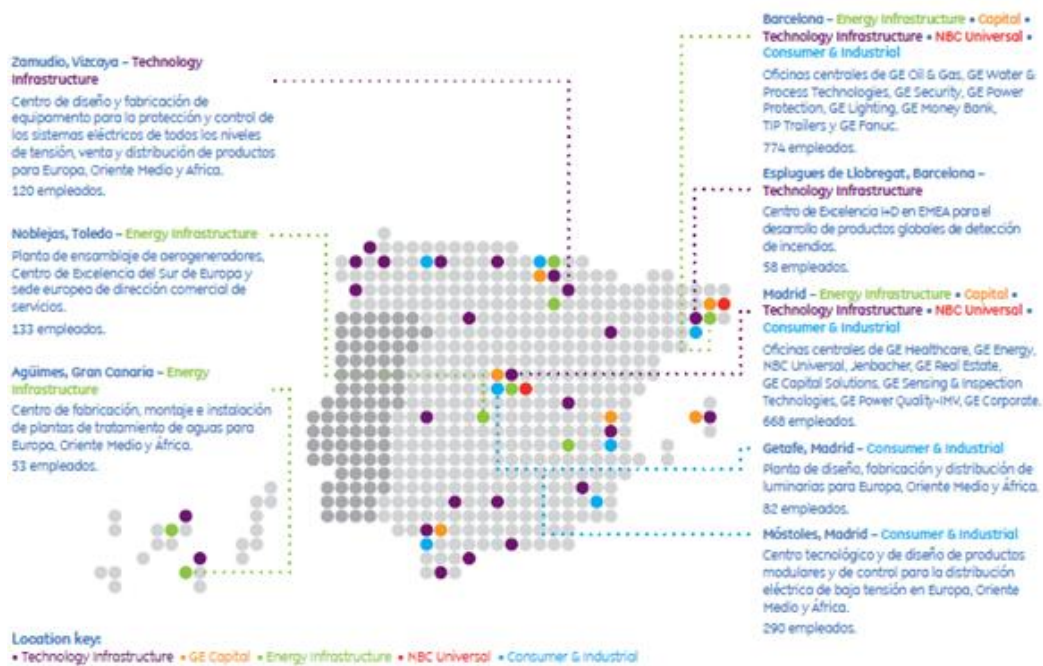 Zamudio, Vizcaya – Technology
Infrastructure
Centro de diseño y fabricación de
equipamento para la protección y control de
los sistemas eléctricos de todos los niveles
de tensión, venta y distribución de productos
para Europa, Oriente Medio y Africa.
120 empleados.
Noblejas, Toledo – Energy Infrastructure
Planta de ensamblaje de aerogeneradores,
Centro de Excelencia del Sur de Europa y
sede europea de dirección comercial de
servicios.
133 empleados.
Agüimes, Gran Canaria – Energy
Infrastructure
Centro de fabricación, montaje e instalación
de plantas de tratamiento de aguas para
Europa, Oriente Medio y África.
53 empleados.
Barcelona – Energy Infrastructure • Capital •
Technology Infrastructure • NBC Universal •
Consumer & Industrial
Oficinas centrales de GE Oil & Gas, GE Water &
Process Technologies, GE Security, GE Power
Protection, GE Lighting, GE Money Bank,
TIP Trailers y GE Fanuc.
774 empleados.
Esplugues de Llobregat, Barcelona –
Technology Infrastructure
Centro de Excelencia I+D en EMEA para el
desarrollo de productos globales de detección
de incendios.
58 empleados.
Madrid – Energy Infrastructure • Capital •
Technology Infrastructure • NBC Universal •
Consumer & Industrial
Oficinas centrales de GE Healthcare, GE Energy,
NBC Universal, Jenbacher, GE Real Estate,
GE Capital Solutions, GE Sensing & Inspection
Technologies, GE Power Quality-IMV, GE Corporate.
668 empleados.
Getafe, Madrid – Consumer & Industrial
Planta de diseño, fabricación y distribución de
luminarias para Europa, Oriente Medio y África.
82 empleados.
Móstoles, Madrid – Consumer & Industrial
Centro tecnológico y de diseño de productos
modulares y de control para la distribución
eléctrica de baja tensión en Europa, Oriente
Medio y África.
290 empleados.
Location key:
• Technology Infrastructure • GE Capital • Energy Infrastructure • NBC Universal • Consumer & Industrial